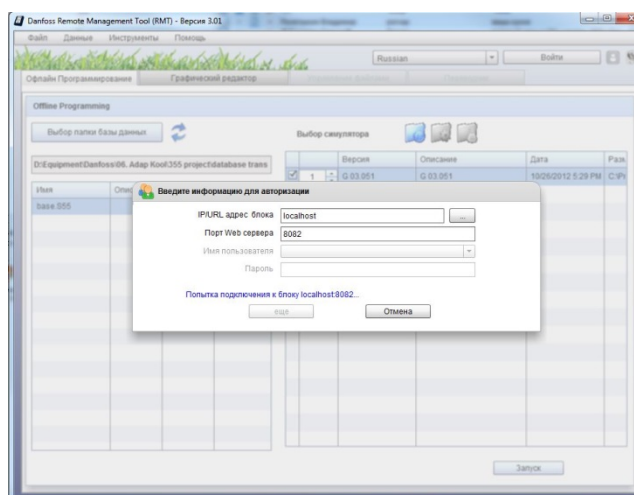 Danfoss Remote Management Tool (RMT) - Версия 3.01
Файл Данные Инструменты Помощь
Russian
Войти
Офлайн Программирование
Графический редактор
Offline Programming
Выбор папки базы данных
Выбор симулятора
D:\Equipment\Danfoss\06. Adap Kool\355 project\database trans
Версия Описание Дата
1 G 03.051 G 03.051 10/26/2012 5:29 PM
Имя
base.S55
Введите информацию для авторизации
IP/URL адрес блока localhost ...
Порт Web сервера 8082
Имя пользователя
Пароль
Попытка подключения к блоку localhost:8082...
еще
Отмена
Запуск